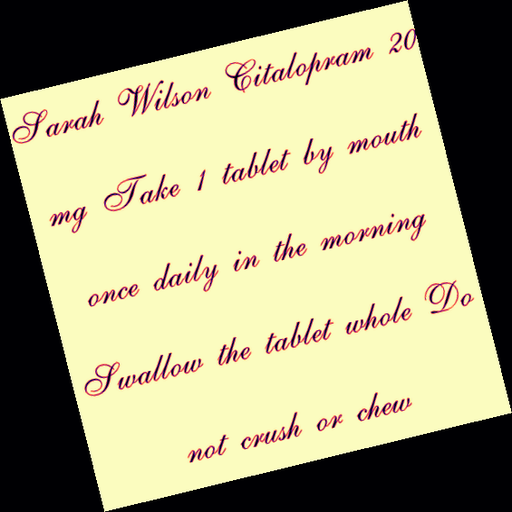 Sarah Wilson Citalopram 20
mg Take 1 tablet by mouth
once daily in the morning
Swallow the tablet whole Do
not crush or chew